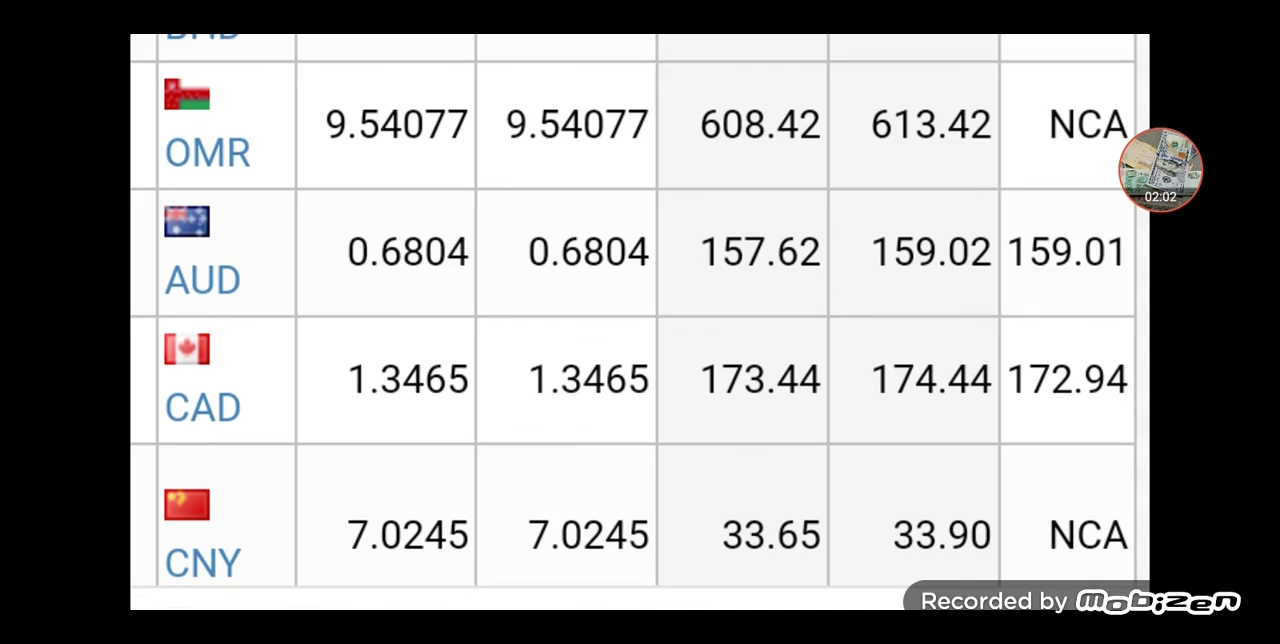 OMR 9.54077 9.54077 608.42 613.42 NCA
02:02
AUD 0.6804 0.6804 157.62 159.02 159.01
CAD 1.3465 1.3465 173.44 174.44 172.94
CNY 7.0245 7.0245 33.65 33.90 NCA
Recorded by Mobizen